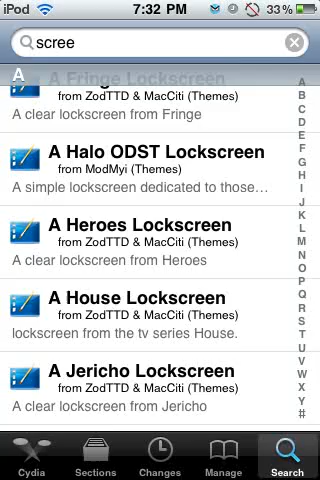 iPod 7:32 PM 33%
scree
A
A Fringe Lockscreen
from ZodTTD & MacCiti (Themes)
A clear lockscreen from Fringe
A Halo ODST Lockscreen
from ModMyi (Themes)
A simple lockscreen dedicated to those…
A Heroes Lockscreen
from ZodTTD & MacCiti (Themes)
A clear lockscreen from Heroes
A House Lockscreen
from ZodTTD & MacCiti (Themes)
lockscreen from the tv series House.
A Jericho Lockscreen
from ZodTTD & MacCiti (Themes)
A clear lockscreen from Jericho
A
B
C
D
E
F
G
H
I
J
K
L
M
N
O
P
Q
R
S
T
U
V
W
X
Y
#
Cydia Sections Changes Manage Search